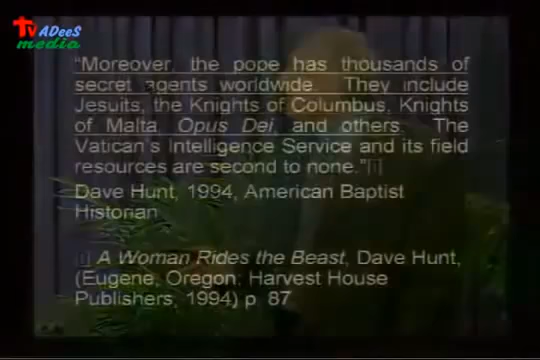 TV ADeeS
media
“Moreover, the pope has thousands of
secret agents worldwide. They include
Jesuits, the Knights of Columbus, Knights
of Malta, Opus Dei, and others. The
Vatican’s Intelligence Service and its field
resources are second to none.”[i]
Dave Hunt, 1994, American Baptist
Historian
[i] A Woman Rides the Beast, Dave Hunt,
(Eugene, Oregon: Harvest House
Publishers, 1994) p 87